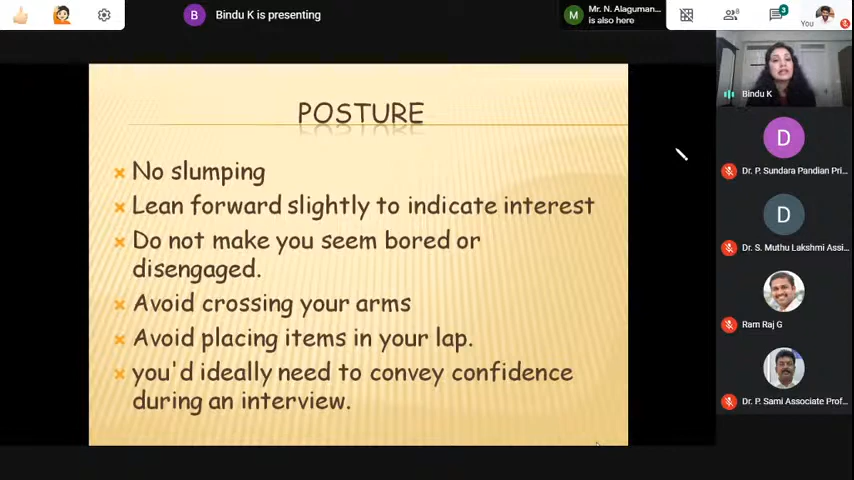 B
Bindu K is presenting
M
Mr. N. Alaguman...
is also here
8
3
You
POSTURE
No slumping
Lean forward slightly to indicate interest
Do not make you seem bored or
disengaged.
Avoid crossing your arms
Avoid placing items in your lap.
you'd ideally need to convey confidence
during an interview.
Bindu K
D
Dr. P. Sundara Pandian Pri...
D
Dr. S. Muthu Lakshmi Assi...
Ram Raj G
Dr. P. Sami Associate Prof...